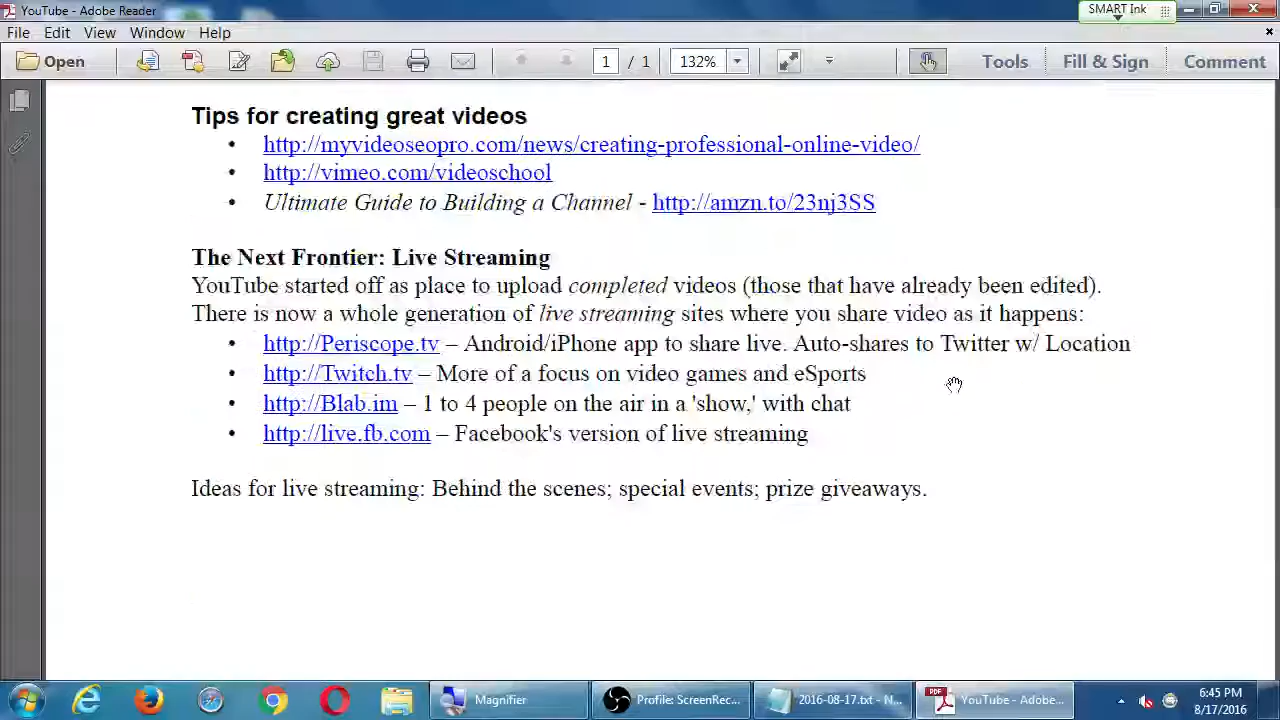 YouTube - Adobe Reader
SMART Ink
File Edit View Window Help
Open
1 / 1
132%
Tools
Fill & Sign
Comment
Tips for creating great videos
• http://myvideoseopro.com/news/creating-professional-online-video/
• http://vimeo.com/videoschool
• Ultimate Guide to Building a Channel - http://amzn.to/23nj3SS
The Next Frontier: Live Streaming
YouTube started off as place to upload completed videos (those that have already been edited).
There is now a whole generation of live streaming sites where you share video as it happens:
• http://Periscope.tv – Android/iPhone app to share live. Auto-shares to Twitter w/ Location
• http://Twitch.tv – More of a focus on video games and eSports
• http://Blab.im – 1 to 4 people on the air in a 'show,' with chat
• http://live.fb.com – Facebook's version of live streaming
Ideas for live streaming: Behind the scenes; special events; prize giveaways.
Magnifier
Profile: ScreenRec...
2016-08-17.txt - N...
PDF
YouTube - Adobe...
6:45 PM
8/17/2016